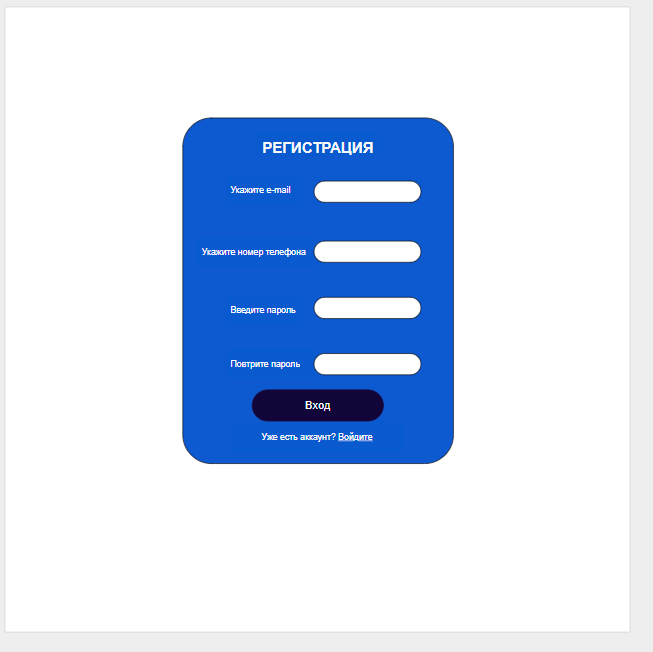 РЕГИСТРАЦИЯ
Укажите e-mail
Укажите номер телефона
Введите пароль
Повтрите пароль
Вход
Уже есть аккаунт? Войдите